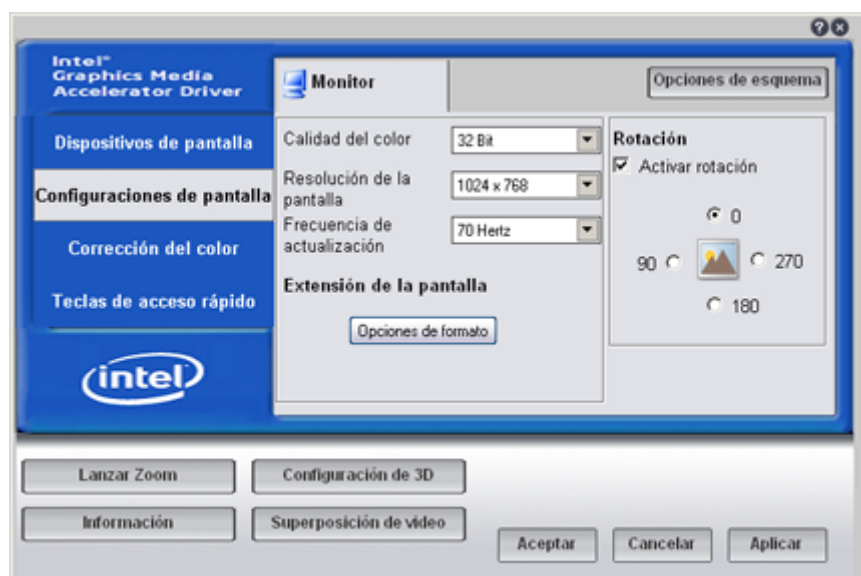 Intel®
Graphics Media
Accelerator Driver
Monitor
Opciones de esquema
Dispositivos de pantalla
Configuraciones de pantalla
Corrección del color
Teclas de acceso rápido
intel
Calidad del color
32 Bit
Resolución de la
pantalla
1024 x 768
Frecuencia de
actualización
70 Hertz
Extensión de la pantalla
Opciones de formato
Rotación
Activar rotación
0
90
270
180
Lanzar Zoom
Configuración de 3D
Información
Superposición de video
Aceptar
Cancelar
Aplicar